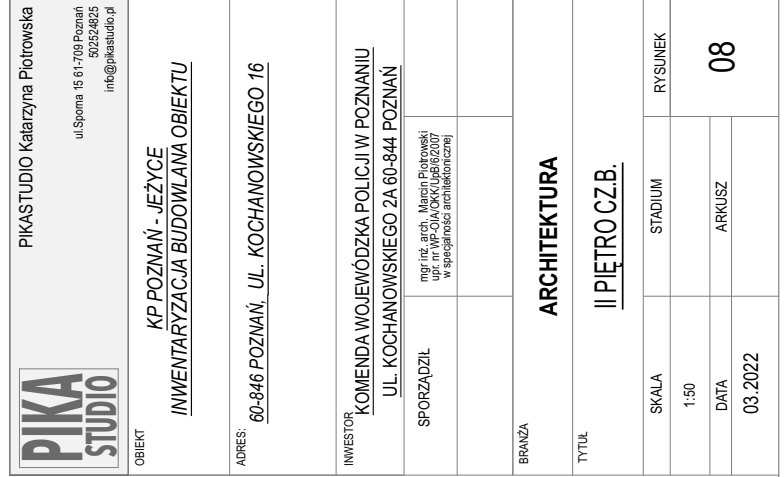 PIKA
STUDIO
PIKASTUDIO Katarzyna Piotrowska
ul.Sporna 15 61-709 Poznań
502524825
info@pikastudio.pl
OBIEKT
KP POZNAŃ - JEŻYCE
INWENTARYZACJA BUDOWLANA OBIEKTU
ADRES:
60-846 POZNAŃ, UL. KOCHANOWSKIEGO 16
INWESTOR
KOMENDA WOJEWÓDZKA POLICJI W POZNANIU
UL. KOCHANOWSKIEGO 2A 60-844 POZNAŃ
SPORZĄDZIŁ
mgr inż. arch. Marcin Piotrowski
upr. nr WP-OIA/OKK/UpB/6/2007
w specjalności architektonicznej
BRANŻA
ARCHITEKTURA
TYTUŁ
II PIĘTRO CZ.B.
SKALA
STADIUM
RYSUNEK
1:50
08
DATA
ARKUSZ
03.2022